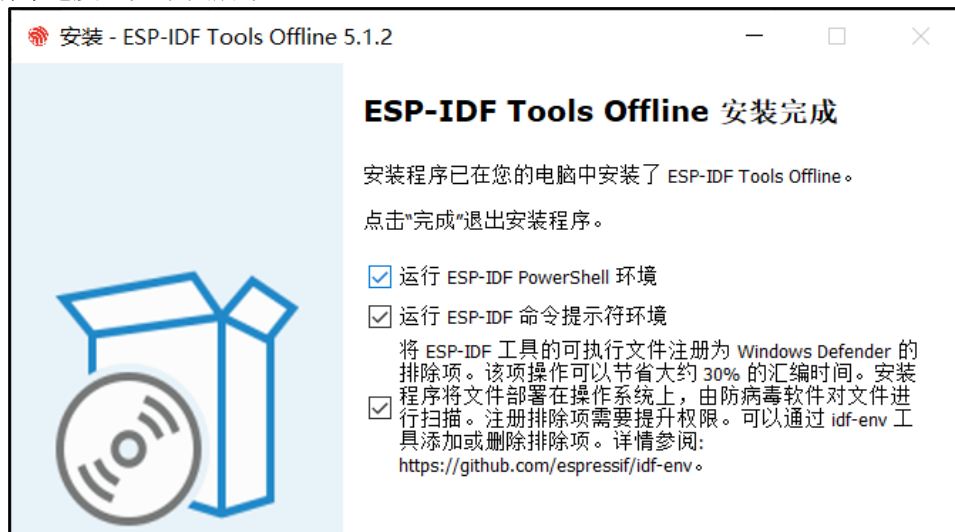 安装 - ESP-IDF Tools Offline 5.1.2
ESP-IDF Tools Offline 安装完成
安装程序已在您的电脑中安装了 ESP-IDF Tools Offline。
点击“完成”退出安装程序。
运行 ESP-IDF PowerShell 环境
运行 ESP-IDF 命令提示符环境
将 ESP-IDF 工具的可执行文件注册为 Windows Defender 的
排除项。该项操作可以节省大约 30% 的汇编时间。安装
程序将文件部署在操作系统上，由防病毒软件对文件进
行扫描。注册排除项需要提升权限。可以通过 idf-env 工
具添加或删除排除项。详情参阅:
https://github.com/espressif/idf-env。